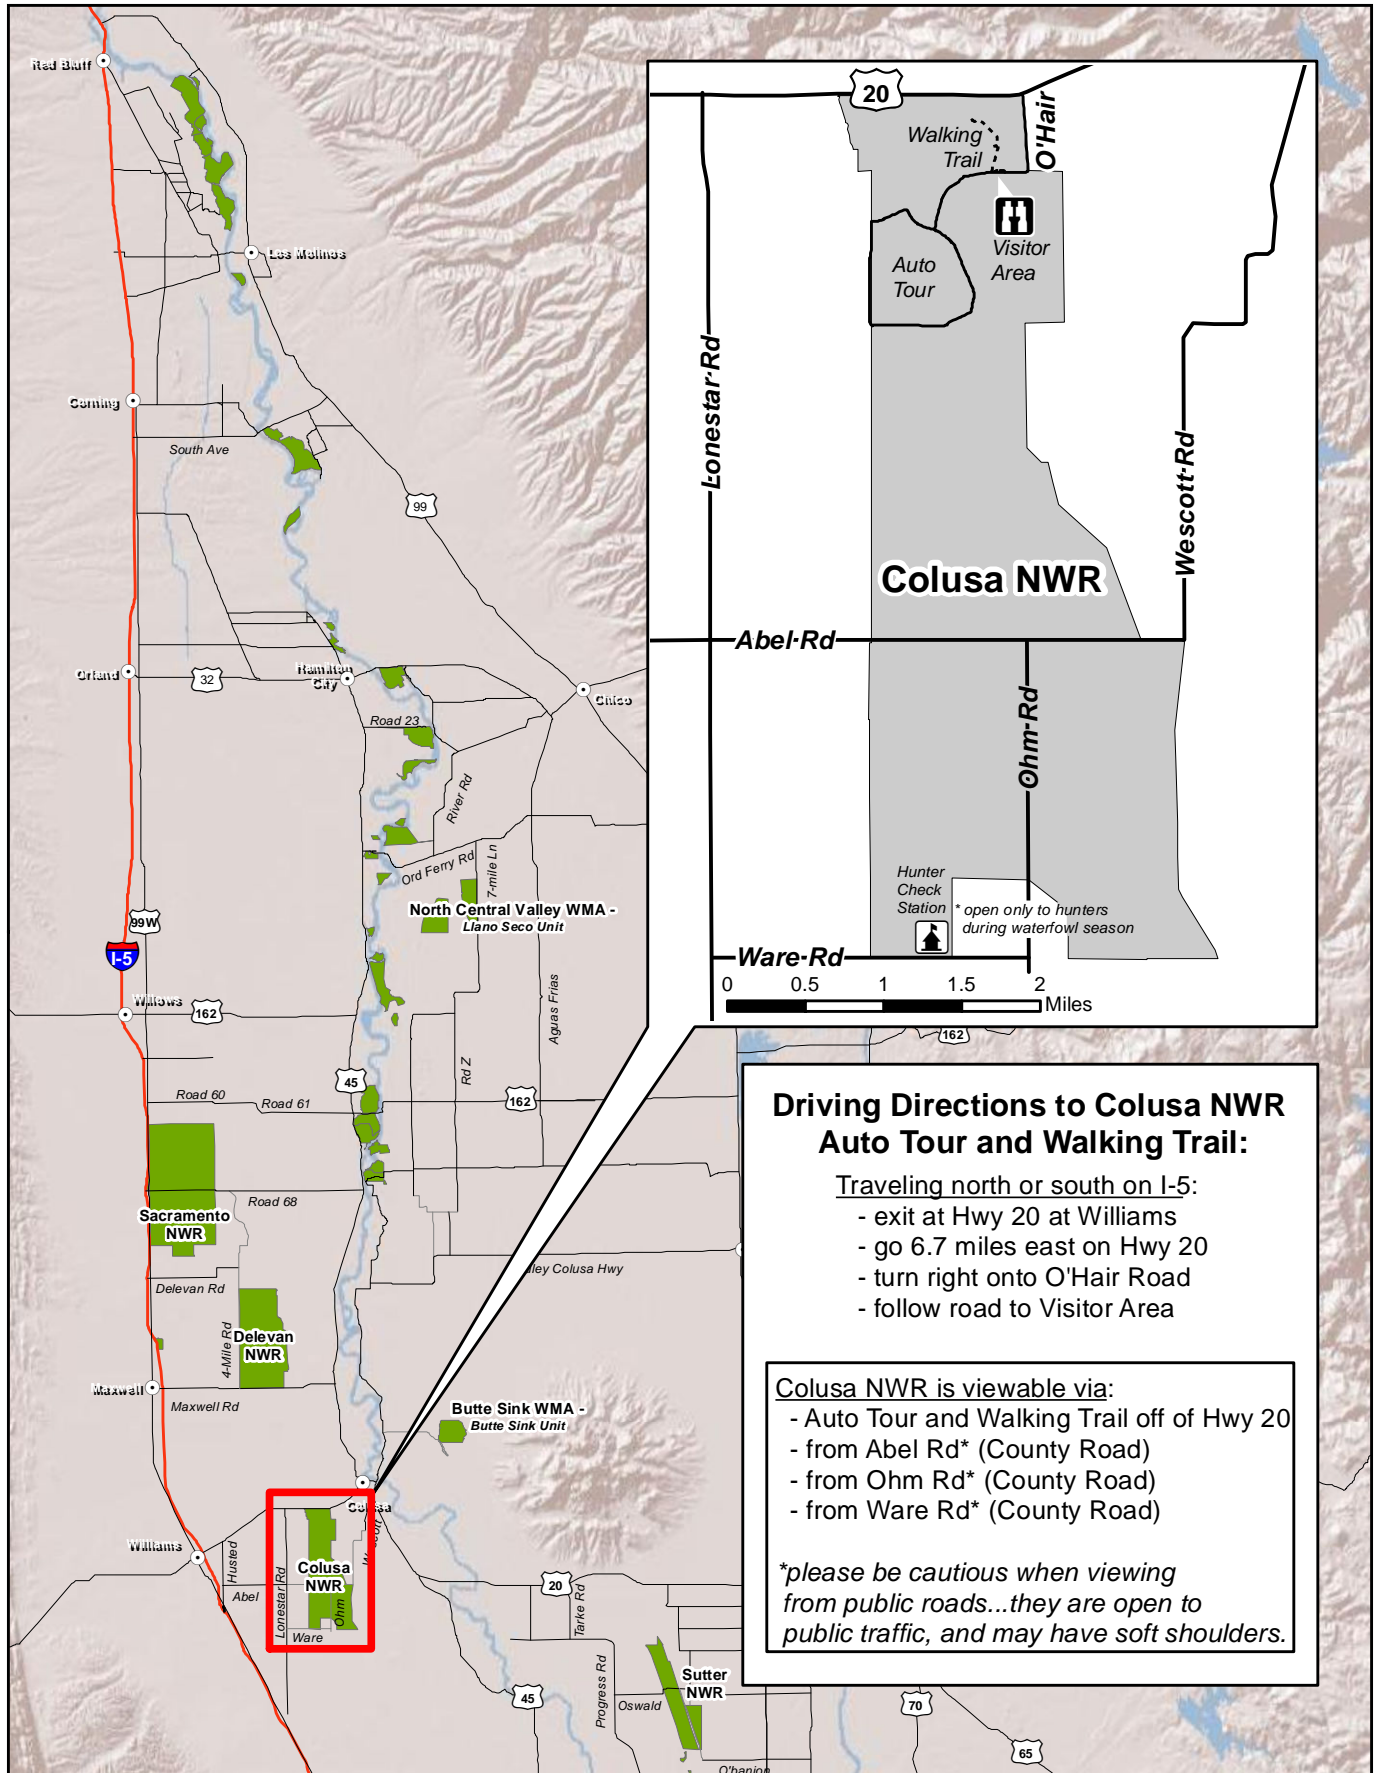 Red Bluff
Los Molinos
Corning
South Ave
99
Orland
32
Hamilton
City
Chico
Road 23
River Rd
Ord Ferry Rd
7-mile Ln
North Central Valley WMA -
Llano Seco Unit
99W
I-5
Willows
162
Aguas Frias
Rd Z
45
Road 60
Road 61
162
162
Road 68
Sacramento
NWR
Delevan Rd
4-Mile Rd
Delevan
NWR
ley Colusa Hwy
Maxwell
Maxwell Rd
Butte Sink WMA -
Butte Sink Unit
Colusa
Williams
Husted
Abel
Lonestar Rd
Colusa
NWR
Ohm
Ware
20
Tarke Rd
Progress Rd
Oswald
Sutter
NWR
45
O'banion
70
65
20
O'Hair
Walking
Trail
Visitor
Area
Auto
Tour
Lonestar Rd
Wescott Rd
Colusa NWR
Abel Rd
Ohm Rd
Hunter
Check
Station
* open only to hunters
during waterfowl season
Ware Rd
0 0.5 1 1.5 2
Miles
Driving Directions to Colusa NWR
Auto Tour and Walking Trail:
Traveling north or south on I-5:
- exit at Hwy 20 at Williams
- go 6.7 miles east on Hwy 20
- turn right onto O'Hair Road
- follow road to Visitor Area
Colusa NWR is viewable via:
- Auto Tour and Walking Trail off of Hwy 20
- from Abel Rd* (County Road)
- from Ohm Rd* (County Road)
- from Ware Rd* (County Road)
*please be cautious when viewing
from public roads...they are open to
public traffic, and may have soft shoulders.